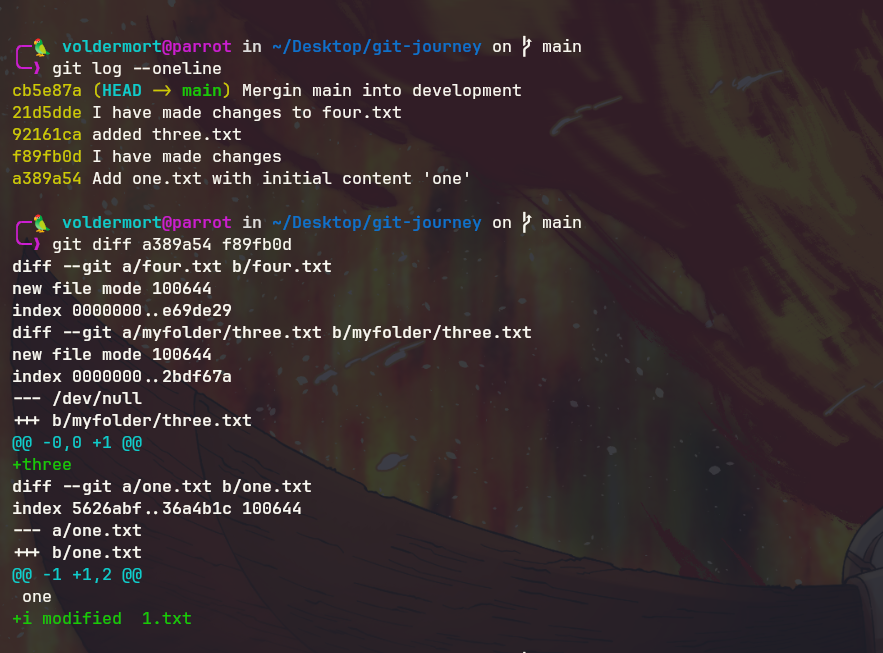 voldermort@parrot in ~/Desktop/git-journey on main
git log --oneline
cb5e87a (HEAD -> main) Mergin main into development
21d5dde I have made changes to four.txt
92161ca added three.txt
f89fb0d I have made changes
a389a54 Add one.txt with initial content 'one'
voldermort@parrot in ~/Desktop/git-journey on main
git diff a389a54 f89fb0d
diff --git a/four.txt b/four.txt
new file mode 100644
index 0000000..e69de29
diff --git a/myfolder/three.txt b/myfolder/three.txt
new file mode 100644
index 0000000..2bdf67a
--- /dev/null
+++ b/myfolder/three.txt
@@ -0,0 +1 @@
+three
diff --git a/one.txt b/one.txt
index 5626abf..36a4b1c 100644
--- a/one.txt
+++ b/one.txt
@@ -1 +1,2 @@
 one
+i modified  1.txt